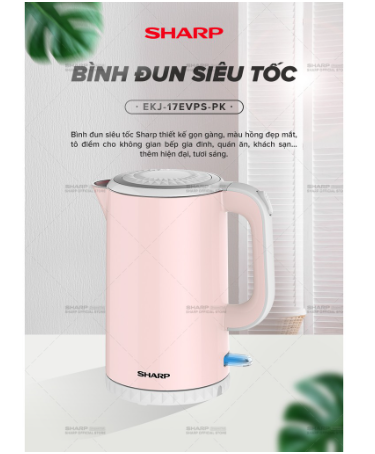 SHARP
BÌNH ĐUN SIÊU TỐC
· EKJ-17EVPS-PK ·
Bình đun siêu tốc Sharp thiết kế gọn gàng, màu hồng đẹp mắt,
tô điểm cho không gian bếp gia đình, quán ăn, khách sạn...
thêm hiện đại, tươi sáng.
SHARP